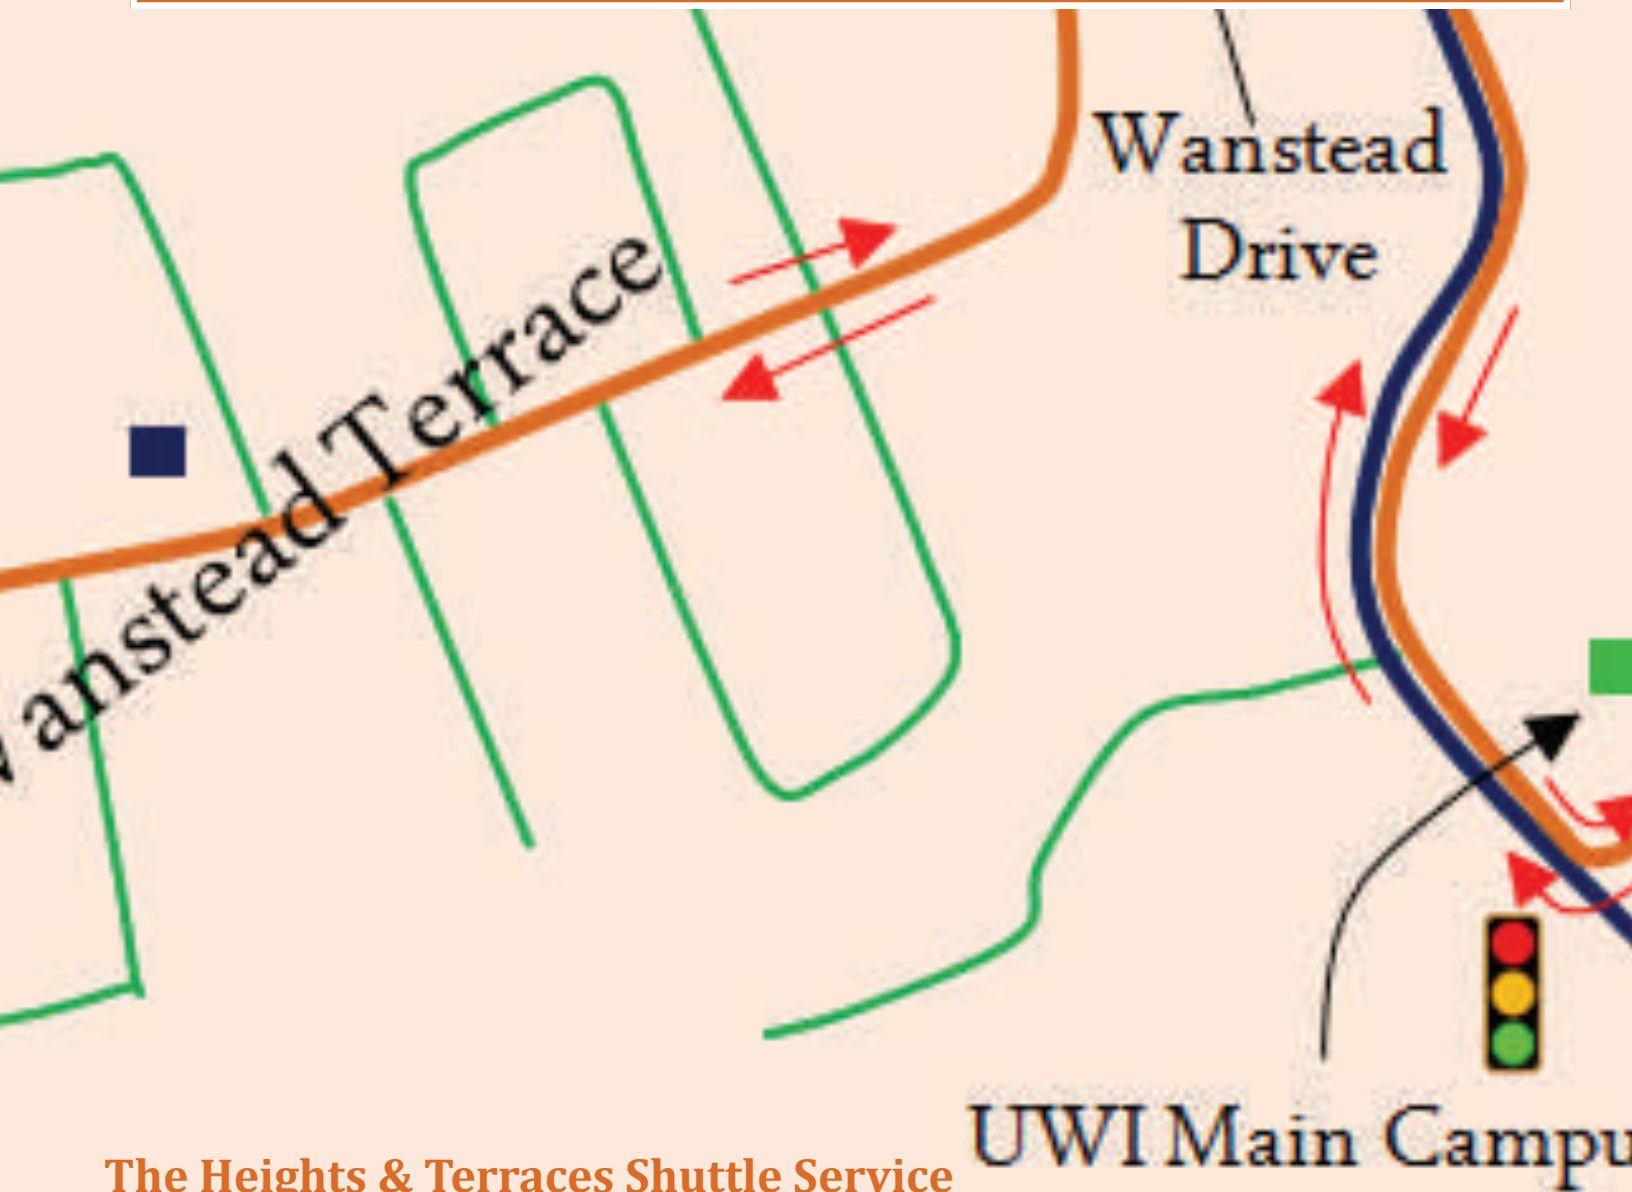 Wanstead
Drive
Wanstead Terrace
UWI Main Campu
The Heights & Terraces Shuttle Service